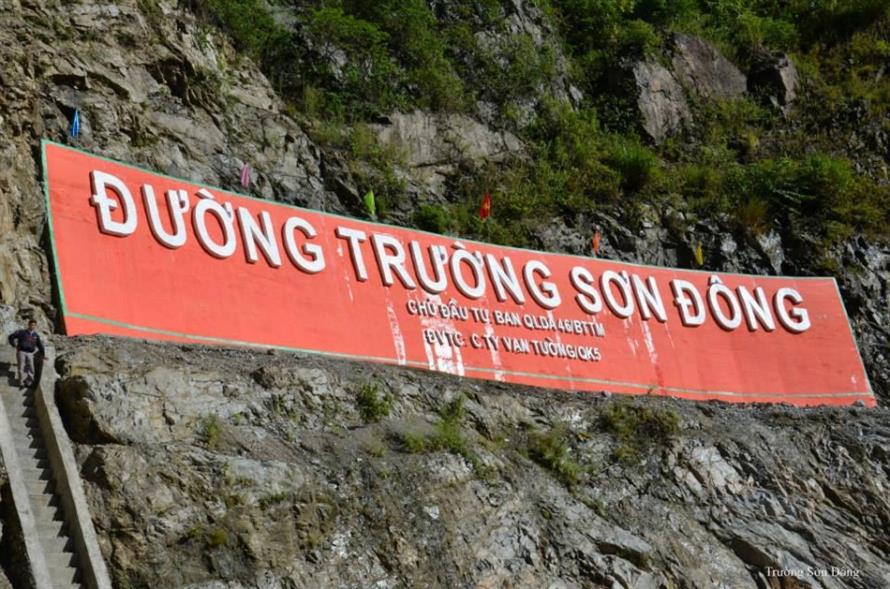 ĐƯỜNG TRƯỜNG SƠN ĐÔNG
CHỦ ĐẦU TƯ. BAN QLDA 46/BTTM
ĐVTC. C.TY VẠN TƯỜNG/QK5
Trường Sơn Đông